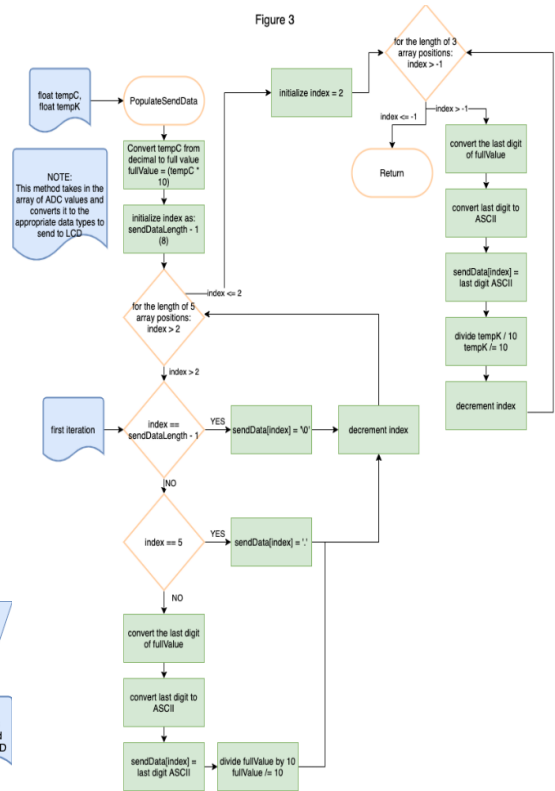 Figure 3
float tempC,
float tempK
PopulateSendData
NOTE:
This method takes in the
array of ADC values and
converts it to the
appropriate data types to
send to LCD
Convert tempC from
decimal to full value
fullValue = (tempC *
10)
initialize index as:
sendDataLength - 1
(8)
for the length of 5
array positions:
index > 2
index <= 2
initialize index = 2
for the length of 3
array positions:
index > -1
index <= -1
index > -1
Return
convert the last digit
of fullValue
convert last digit to
ASCII
sendData[index] =
last digit ASCII
divide tempK / 10
tempK /= 10
decrement index
index > 2
first iteration
index ==
sendDataLength - 1
YES
sendData[index] = '\0'
decrement index
NO
index == 5
YES
sendData[index] = '.'
NO
convert the last digit
of fullValue
convert last digit to
ASCII
sendData[index] =
last digit ASCII
divide fullValue by 10
fullValue /= 10